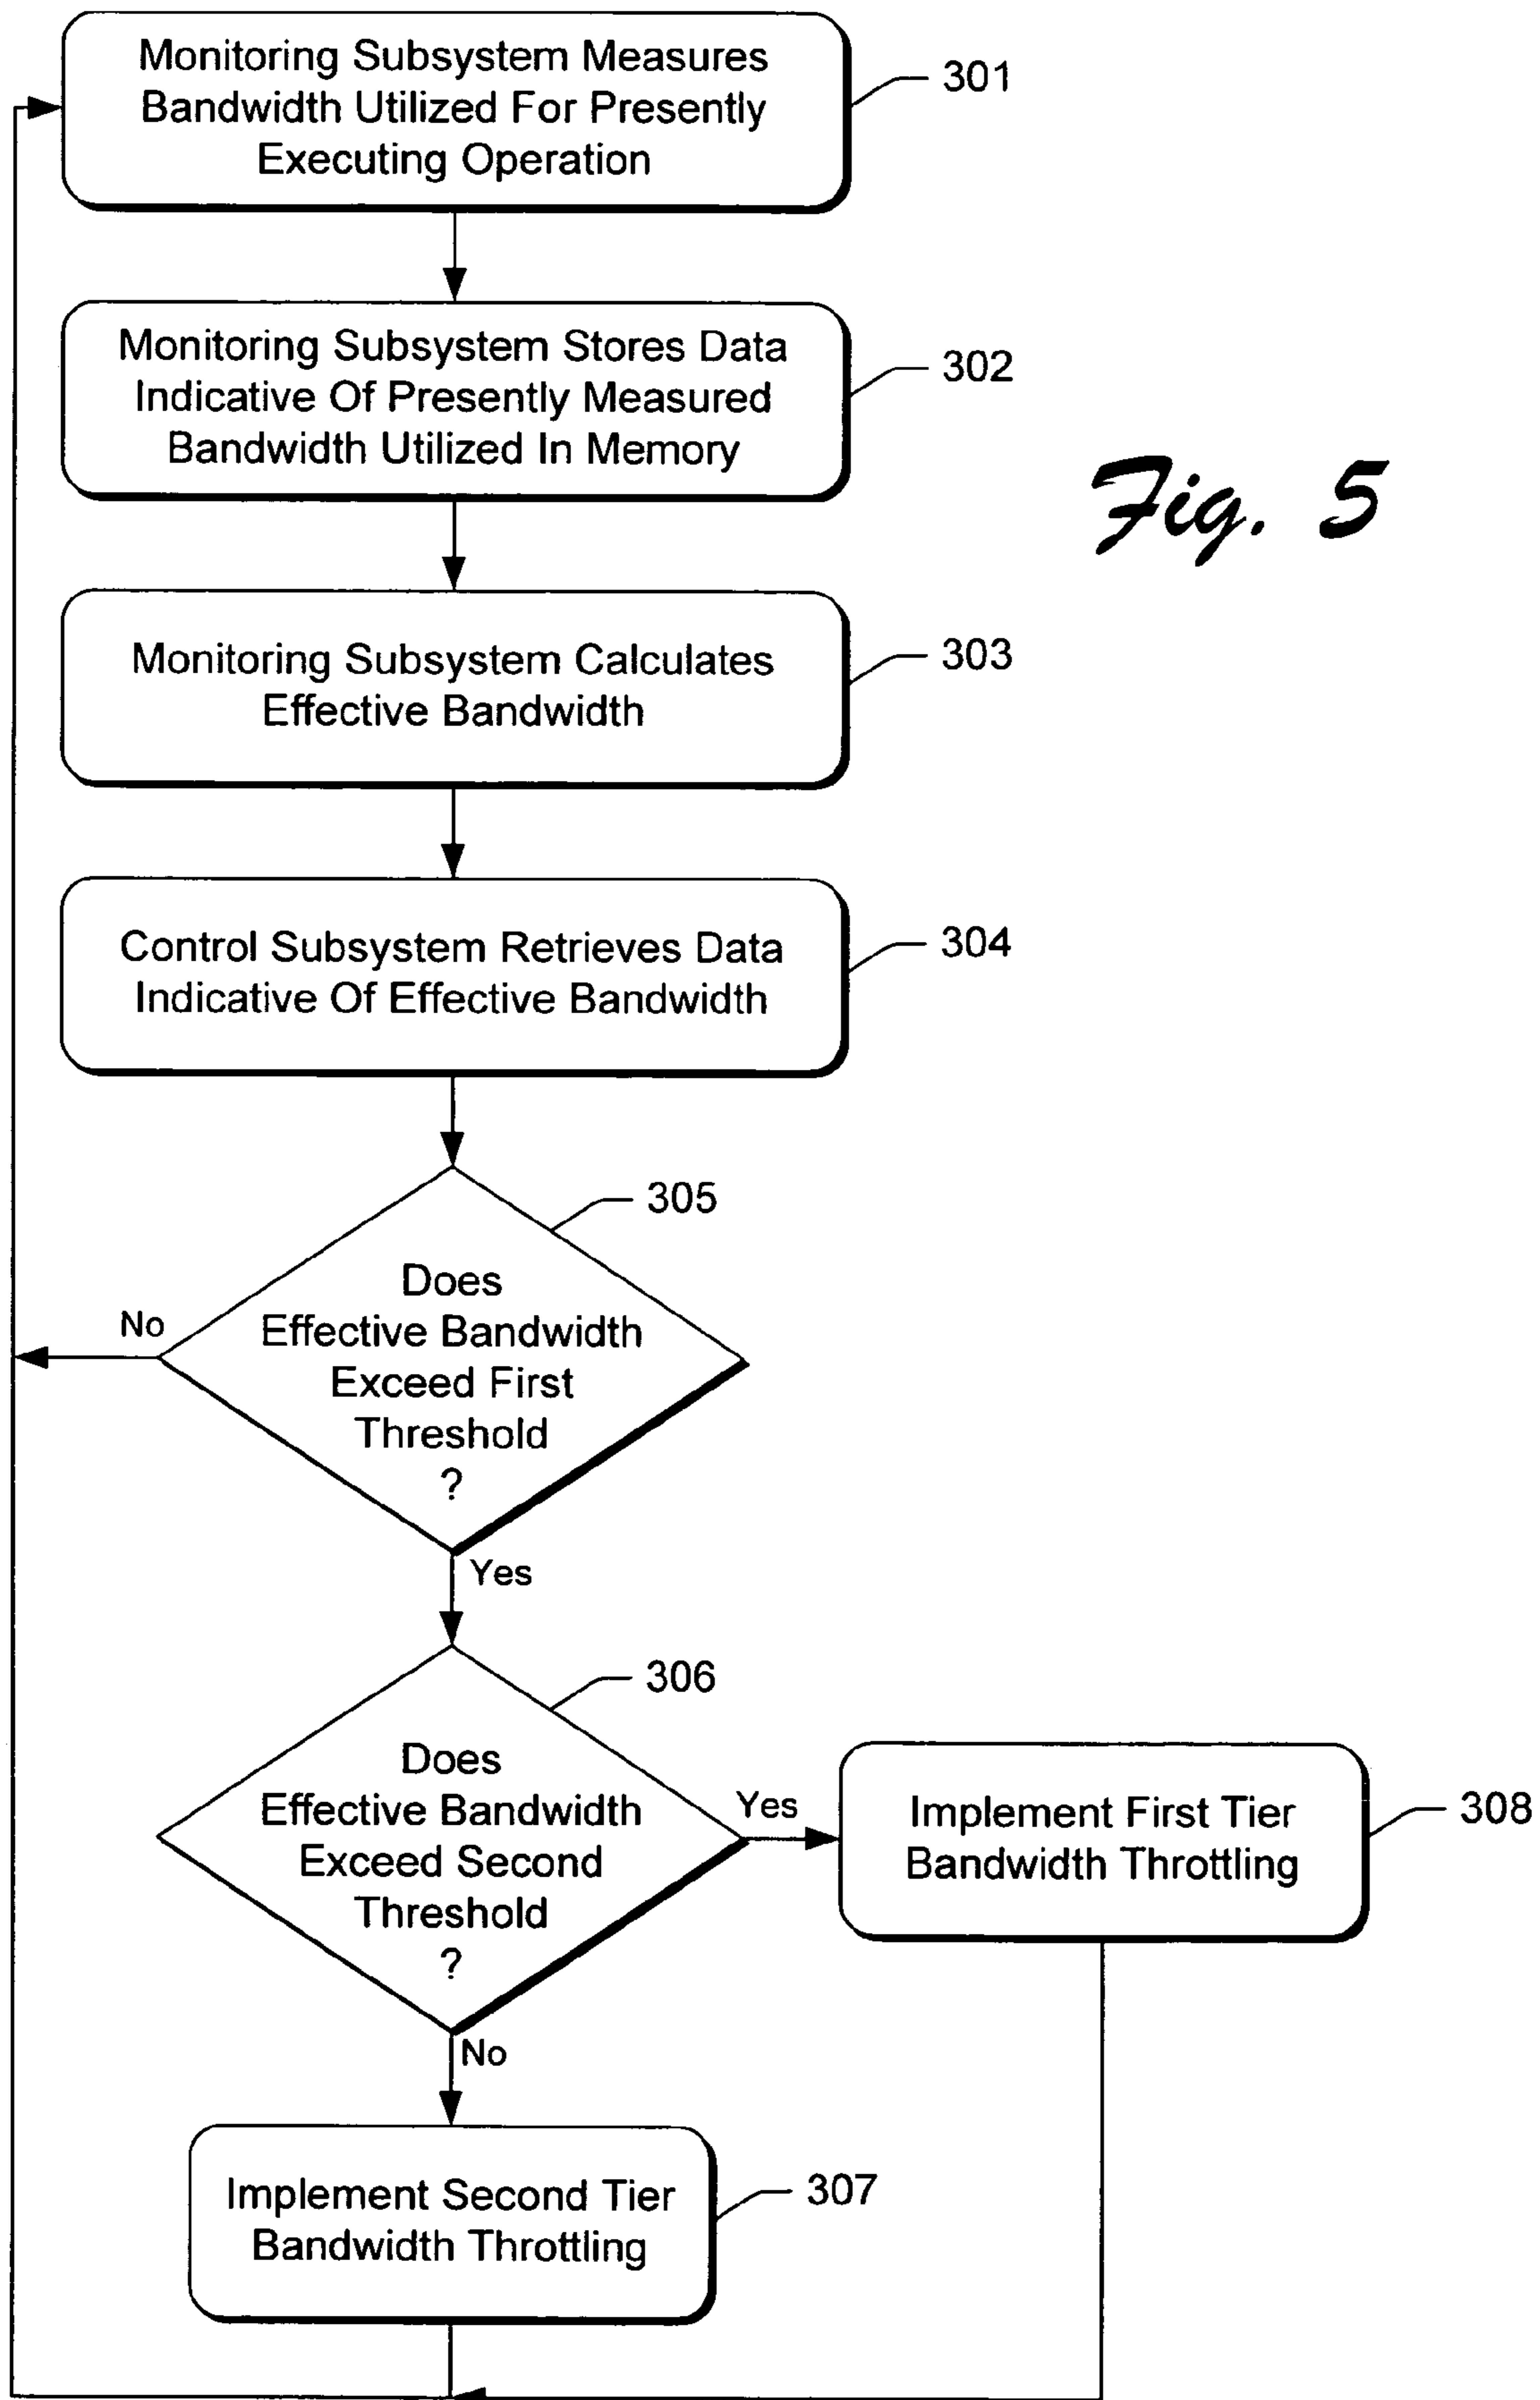 Monitoring Subsystem Measures
Bandwidth Utilized For Presently
Executing Operation
301
Monitoring Subsystem Stores Data
Indicative Of Presently Measured
Bandwidth Utilized In Memory
302
Fig. 5
Monitoring Subsystem Calculates
Effective Bandwidth
303
Control Subsystem Retrieves Data
Indicative Of Effective Bandwidth
304
305
Does
Effective Bandwidth
Exceed First
Threshold
?
No
Yes
306
Does
Effective Bandwidth
Exceed Second
Threshold
?
Yes
Implement First Tier
Bandwidth Throttling
308
No
Implement Second Tier
Bandwidth Throttling
307